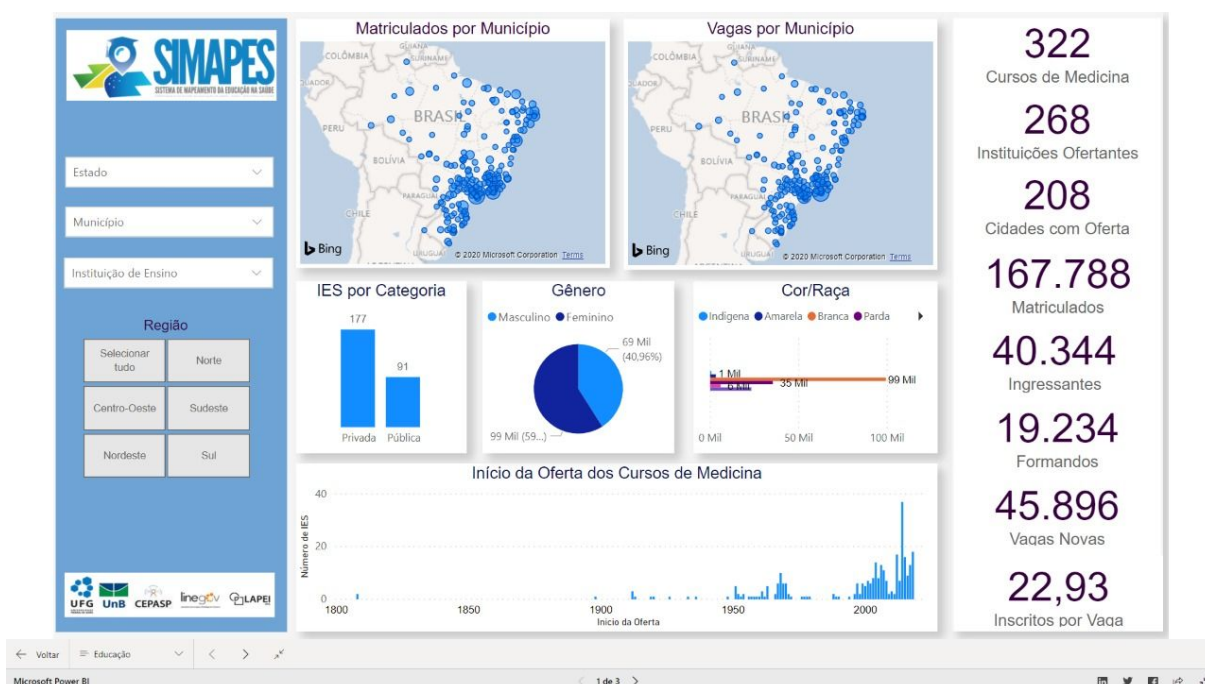 SIMAPES
SISTEMA DE MAPEAMENTO DA EDUCAÇÃO NA SAÚDE
Estado
Município
Instituição de Ensino
Região
Selecionar tudo
Norte
Centro-Oeste
Sudeste
Nordeste
Sul
UFG
UnB
CEPASP
linegov
LAPEI
Matriculados por Município
COLÔMBIA
GUIANA
SURINAME
PERU
BRASIL
BOLÍVIA
PARAGUAI
CHILE
URUGUAI
Bing
© 2020 Microsoft Corporation Terms
Vagas por Município
COLÔMBIA
GUIANA
SURINAME
PERU
BRASIL
BOLÍVIA
PARAGUAI
CHILE
URUGUAI
Bing
© 2020 Microsoft Corporation Terms
IES por Categoria
177
91
Privada Pública
Gênero
Masculino Feminino
69 Mil
(40,96%)
99 Mil (59...)
Cor/Raça
Indígena Amarela Branca Parda
1 Mil
99 Mil
35 Mil
6 Mil
0 Mil 50 Mil 100 Mil
Início da Oferta dos Cursos de Medicina
Número de IES
40
20
0
1800 1850 1900 1950 2000
Início da Oferta
322
Cursos de Medicina
268
Instituições Ofertantes
208
Cidades com Oferta
167.788
Matriculados
40.344
Ingressantes
19.234
Formandos
45.896
Vagas Novas
22,93
Inscritos por Vaga
Voltar
Educação
Microsoft Power BI
1 de 3